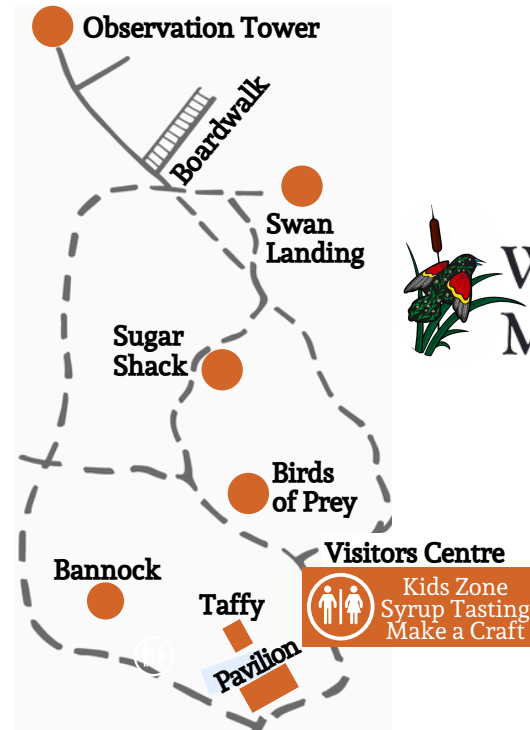 Observation Tower
Boardwalk
Swan
Landing
Sugar
Shack
Birds
of Prey
Visitors Centre
Kids Zone
Syrup Tasting
Make a Craft
Bannock
Taffy
Pavilion